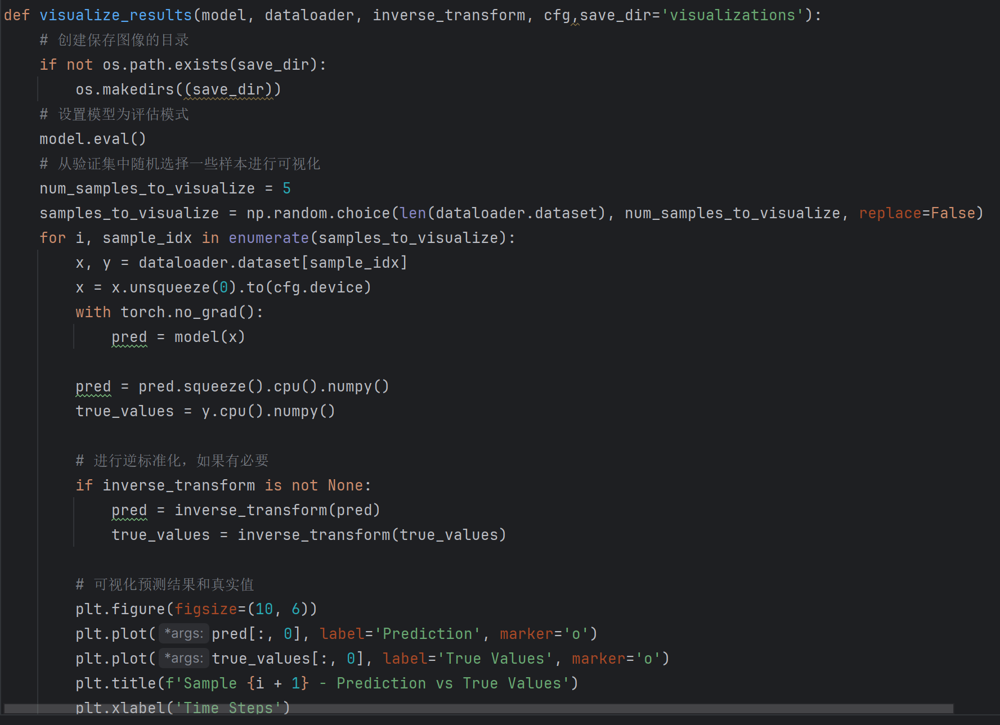 def visualize_results(model, dataloader, inverse_transform, cfg,save_dir='visualizations'):
    # 创建保存图像的目录
    if not os.path.exists(save_dir):
        os.makedirs((save_dir))
    # 设置模型为评估模式
    model.eval()
    # 从验证集中随机选择一些样本进行可视化
    num_samples_to_visualize = 5
    samples_to_visualize = np.random.choice(len(dataloader.dataset), num_samples_to_visualize, replace=False)
    for i, sample_idx in enumerate(samples_to_visualize):
        x, y = dataloader.dataset[sample_idx]
        x = x.unsqueeze(0).to(cfg.device)
        with torch.no_grad():
            pred = model(x)
        pred = pred.squeeze().cpu().numpy()
        true_values = y.cpu().numpy()
        # 进行逆标准化，如果有必要
        if inverse_transform is not None:
            pred = inverse_transform(pred)
            true_values = inverse_transform(true_values)
        # 可视化预测结果和真实值
        plt.figure(figsize=(10, 6))
        plt.plot( *args: pred[:, 0], label='Prediction', marker='o')
        plt.plot( *args: true_values[:, 0], label='True Values', marker='o')
        plt.title(f'Sample {i + 1} - Prediction vs True Values')
        plt.xlabel('Time Steps')